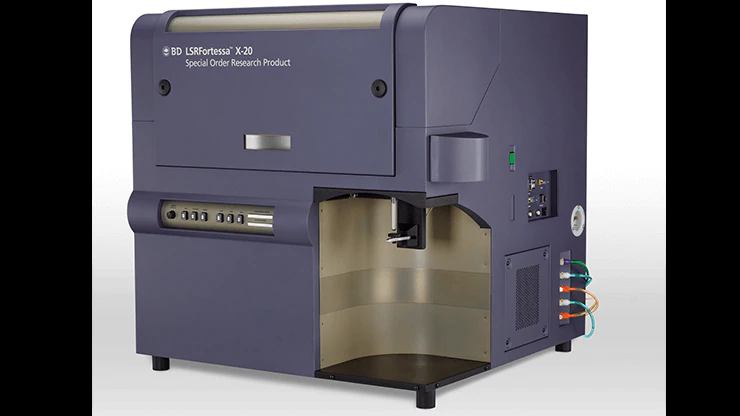 BD LSRFortessa™ X-20
Special Order Research Product